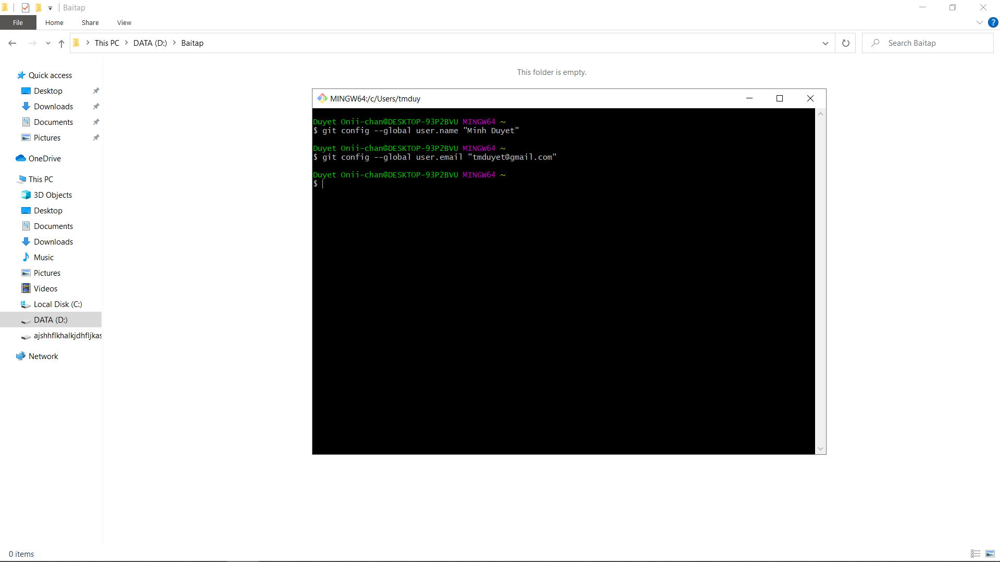 Baitap
File Home Share View
This PC DATA (D:) Baitap
Search Baitap
Quick access
Desktop
Downloads
Documents
Pictures
OneDrive
This PC
3D Objects
Desktop
Documents
Downloads
Music
Pictures
Videos
Local Disk (C:)
DATA (D:)
ajshhflkhalkjdhfljkas
Network
This folder is empty.
MINGW64:/c/Users/tmduy
Duyet Onii-chan@DESKTOP-93P2BVU MINGW64 ~
$ git config --global user.name "Minh Duyet"
Duyet Onii-chan@DESKTOP-93P2BVU MINGW64 ~
$ git config --global user.email "tmduyet@gmail.com"
Duyet Onii-chan@DESKTOP-93P2BVU MINGW64 ~
$
0 items